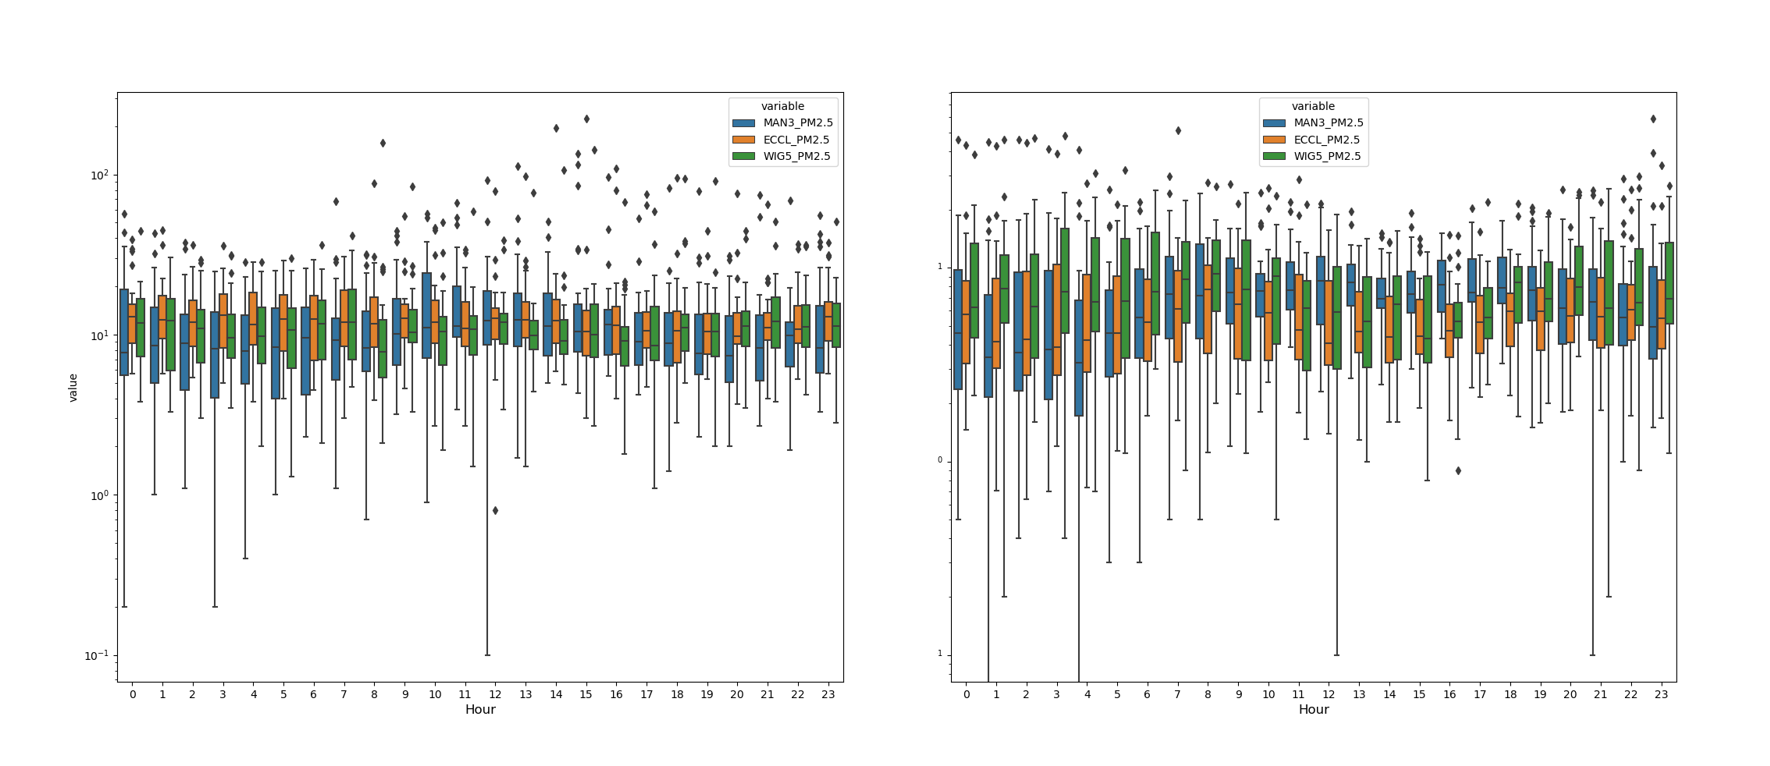 variable
MAN3_PM2.5
ECCL_PM2.5
WIG5_PM2.5
10²
10¹
10⁰
10⁻¹
value
0 1 2 3 4 5 6 7 8 9 10 11 12 13 14 15 16 17 18 19 20 21 22 23
Hour
variable
MAN3_PM2.5
ECCL_PM2.5
WIG5_PM2.5
1
0
1
0 1 2 3 4 5 6 7 8 9 10 11 12 13 14 15 16 17 18 19 20 21 22 23
Hour